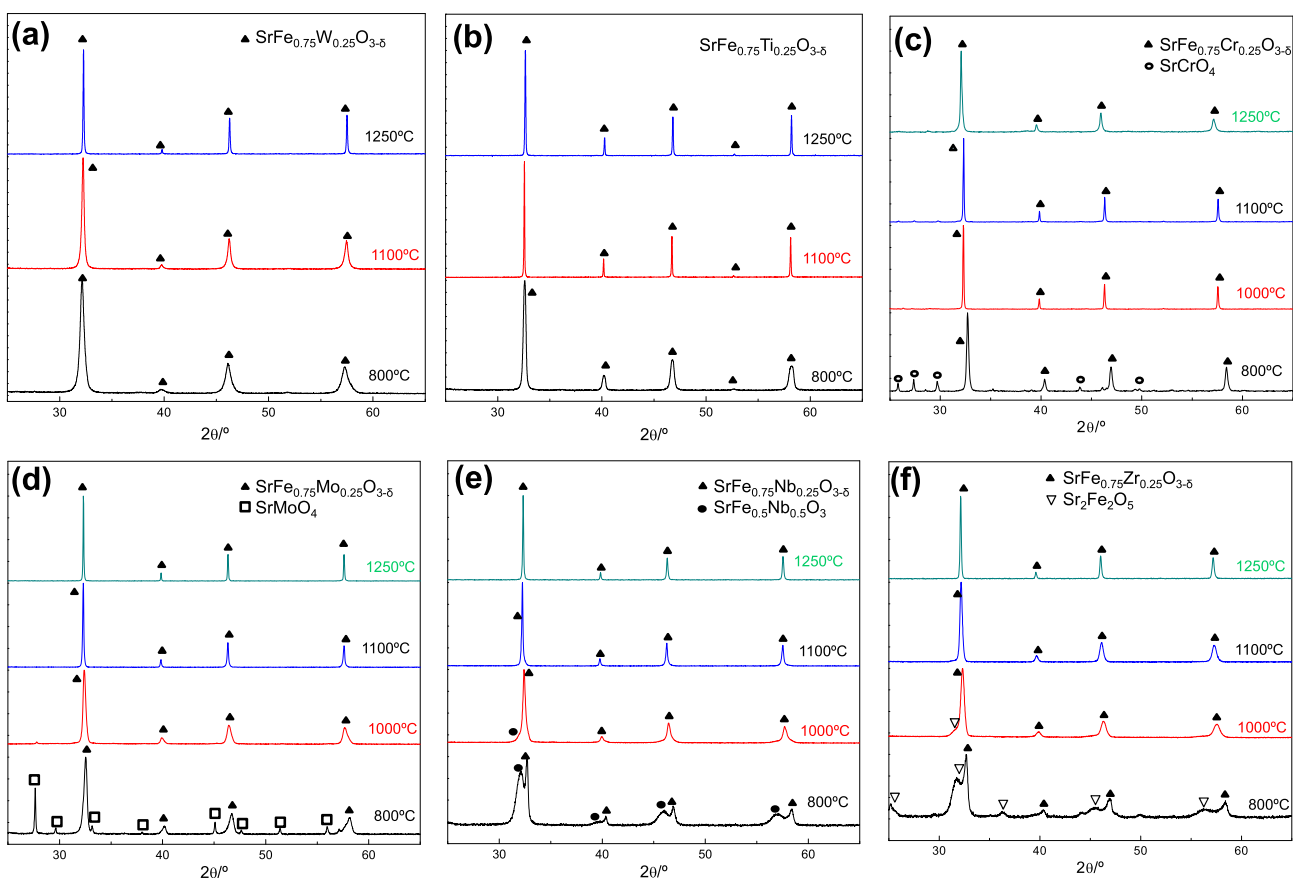 (a)
SrFe0.75W0.25O3-δ
1250ºC
1100ºC
800ºC
30 40 50 60
2θ/º
(b)
SrFe0.75Ti0.25O3-δ
1250ºC
1100ºC
800ºC
30 40 50 60
2θ/º
(c)
SrFe0.75Cr0.25O3-δ
SrCrO4
1250ºC
1100ºC
1000ºC
800ºC
30 40 50 60
2θ/º
(d)
SrFe0.75Mo0.25O3-δ
SrMoO4
1250ºC
1100ºC
1000ºC
800ºC
30 40 50 60
2θ/º
(e)
SrFe0.75Nb0.25O3-δ
SrFe0.5Nb0.5O3
1250ºC
1100ºC
1000ºC
800ºC
30 40 50 60
2θ/º
(f)
SrFe0.75Zr0.25O3-δ
Sr2Fe2O5
1250ºC
1100ºC
1000ºC
800ºC
30 40 50 60
2θ/º